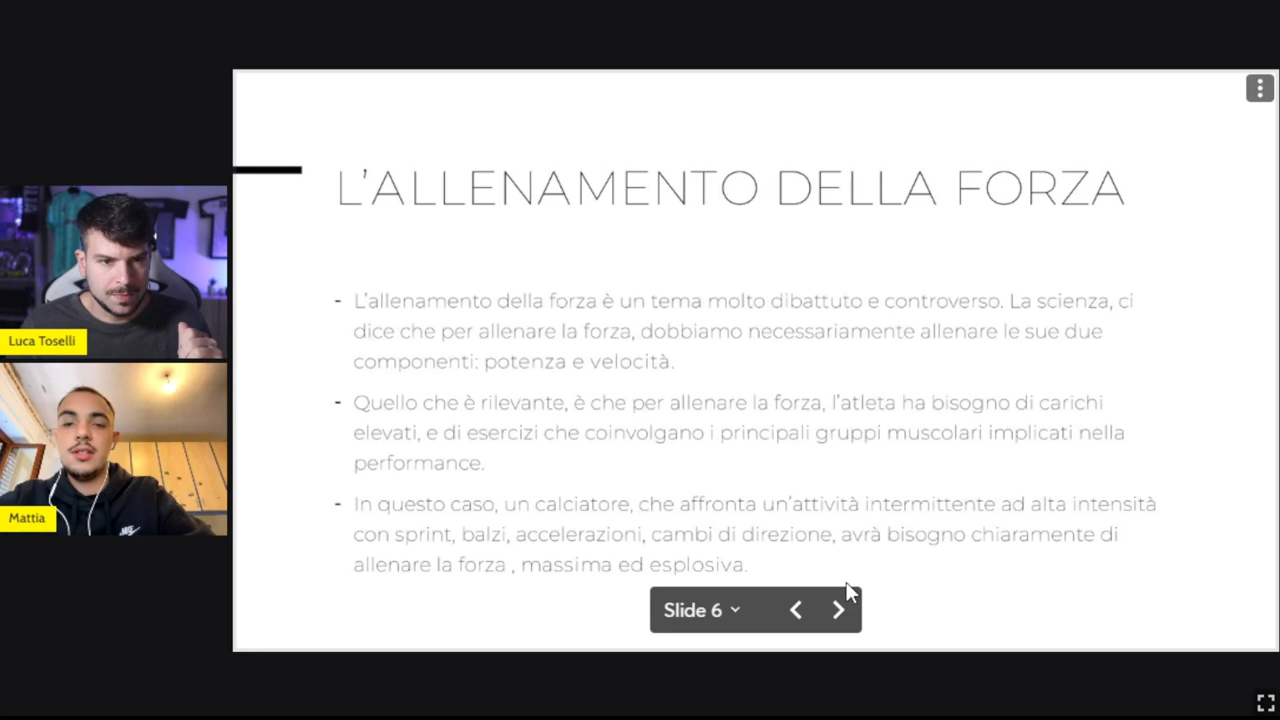 L'ALLENAMENTO DELLA FORZA
- L'allenamento della forza è un tema molto dibattuto e controverso. La scienza, ci
dice che per allenare la forza, dobbiamo necessariamente allenare le sue due
componenti: potenza e velocità.
- Quello che è rilevante, è che per allenare la forza, l'atleta ha bisogno di carichi
elevati, e di esercizi che coinvolgano i principali gruppi muscolari implicati nella
performance.
- In questo caso, un calciatore, che affronta un'attività intermittente ad alta intensità
con sprint, balzi, accelerazioni, cambi di direzione, avrà bisogno chiaramente di
allenare la forza , massima ed esplosiva.
Slide 6
Luca Toselli
Mattia